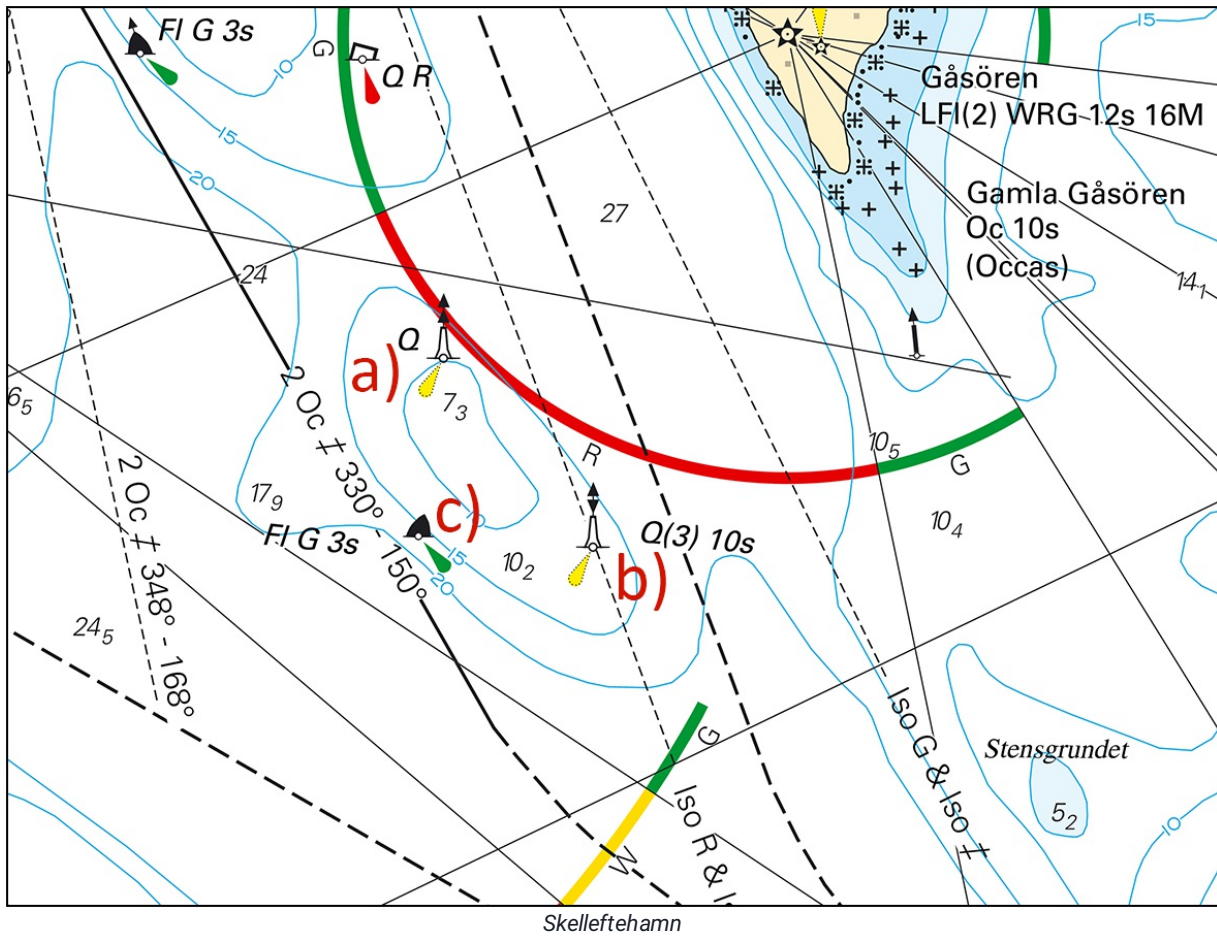 Fl G 3s
G
Q R
10
15
15
20
Gåsören
LFl(2) WRG 12s 16M
27
Gamla Gåsören
Oc 10s
(Occas)
24
14₁
Q
a)
7₃
6₅
2 Oc ‡ 330° - 150°
10₅
R
G
2 Oc ‡ 348° - 168°
17₉
c)
10
10₄
Fl G 3s
Q(3) 10s
15
10₂
b)
20
24₅
Iso G & Iso ‡
G
Stensgrundet
Iso R & I
5₂
10
W
Skelleftehamn